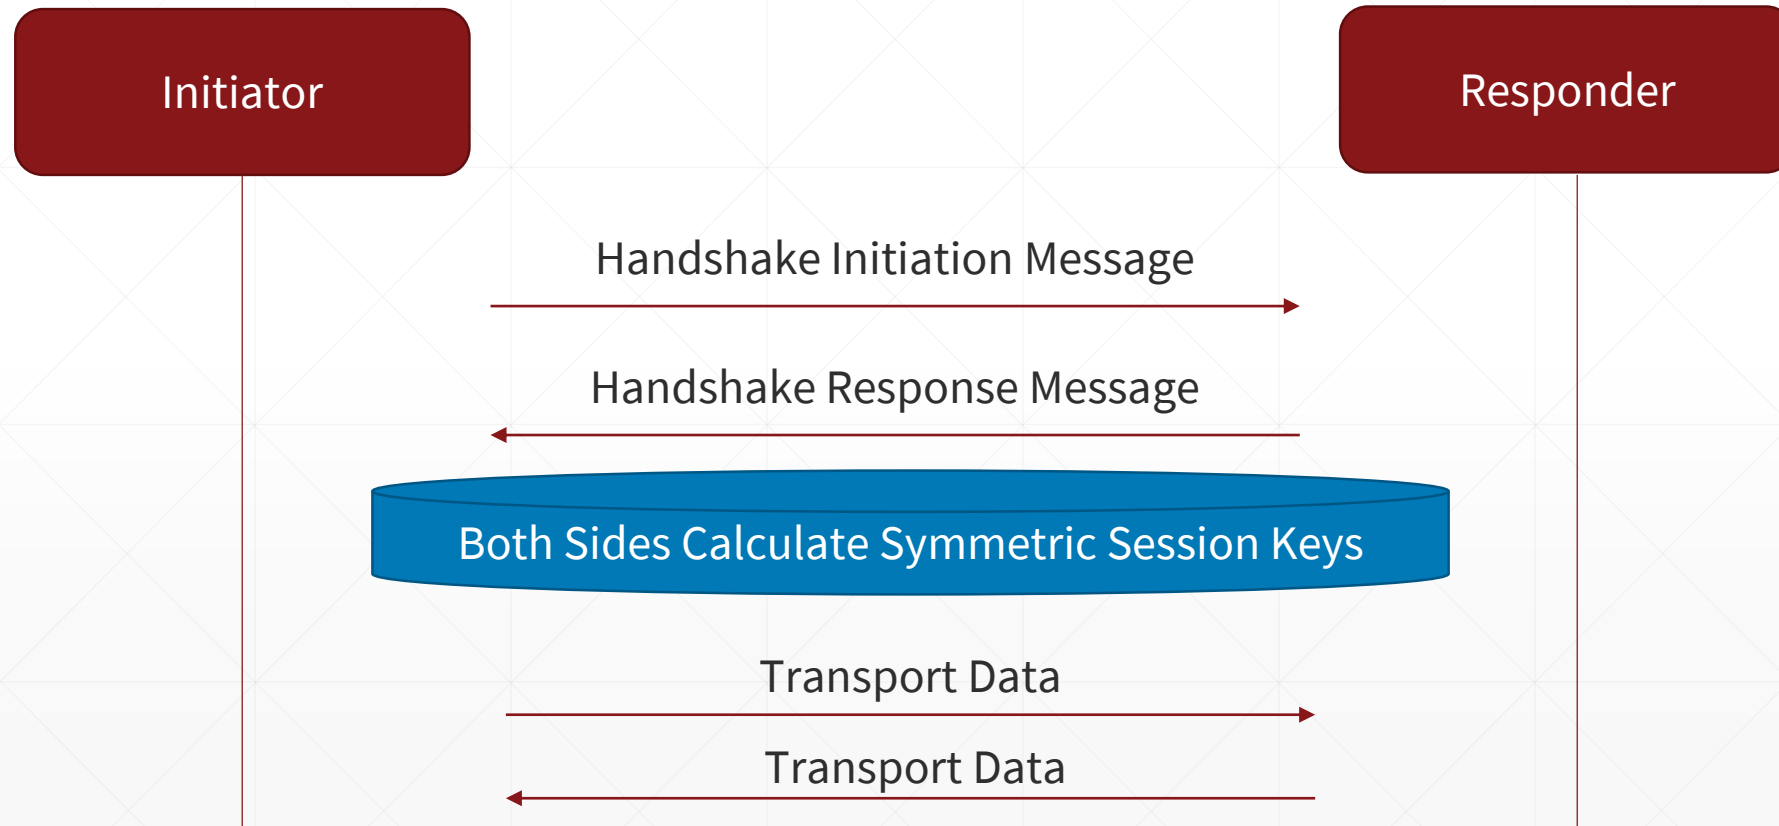 Initiator
Responder
Handshake Initiation Message
Handshake Response Message
Both Sides Calculate Symmetric Session Keys
Transport Data
Transport Data